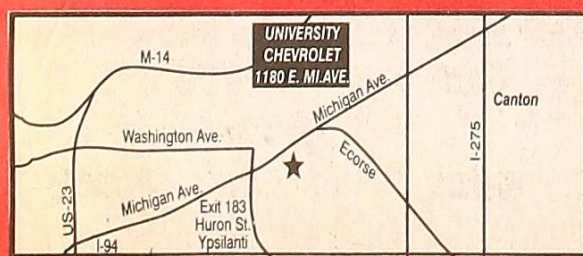 UNIVERSITY
CHEVROLET
1180 E. MI.AVE.
M-14
Michigan Ave.
Canton
Washington Ave.
Ecorse
I-275
US-23
Michigan Ave.
Exit 183
Huron St.
Ypsilanti
I-94